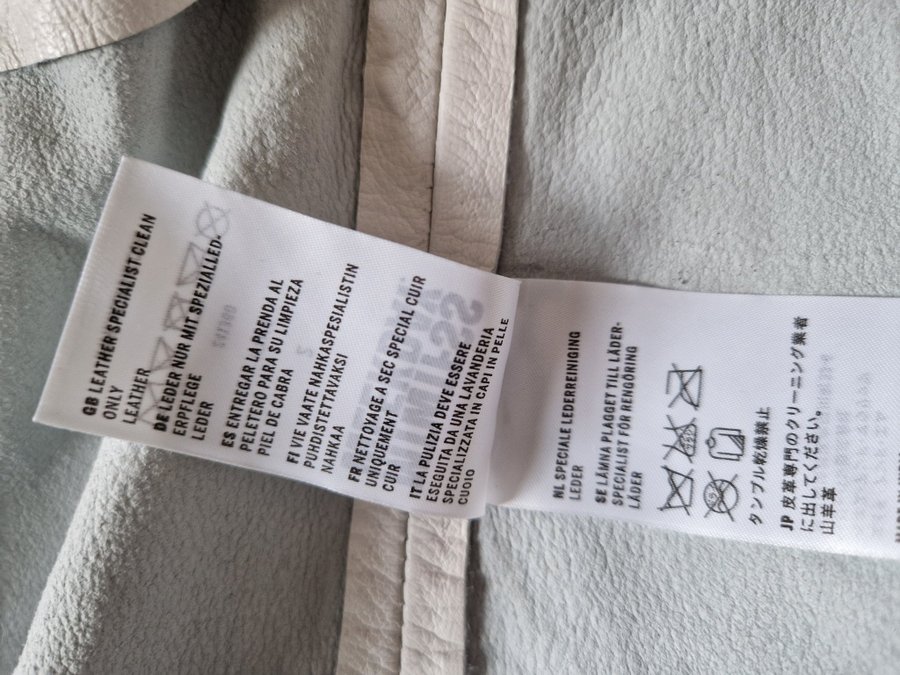 GB LEATHER SPECIALIST CLEAN
ONLY
LEATHER
DE LEDER NUR MIT SPEZIALLED-
ERPFLEGE
LEDER
ES ENTREGAR LA PRENDA AL
PELETERO PARA SU LIMPIEZA
PIEL DE CABRA
FI VIE VAATE NAHKASPESIALISTIN
PUHDISTETTAVAKSI
NAHKAA
FR NETTOYAGE A SEC SPECIAL CUIR
UNIQUEMENT
CUIR
IT LA PULIZIA DEVE ESSERE
ESEGUITA DA UNA LAVANDERIA
SPECIALIZZATA IN CAPI IN PELLE
CUOIO
NL SPECIALE LEDERREINIGING
LEDER
SE LÄMNA PLAGGET TILL LÄDER-
SPECIALIST FÖR RENGÖRING
LÄDER
タンブル乾燥禁止
JP 皮革専門のクリーニング業者
に出してください。
山羊革